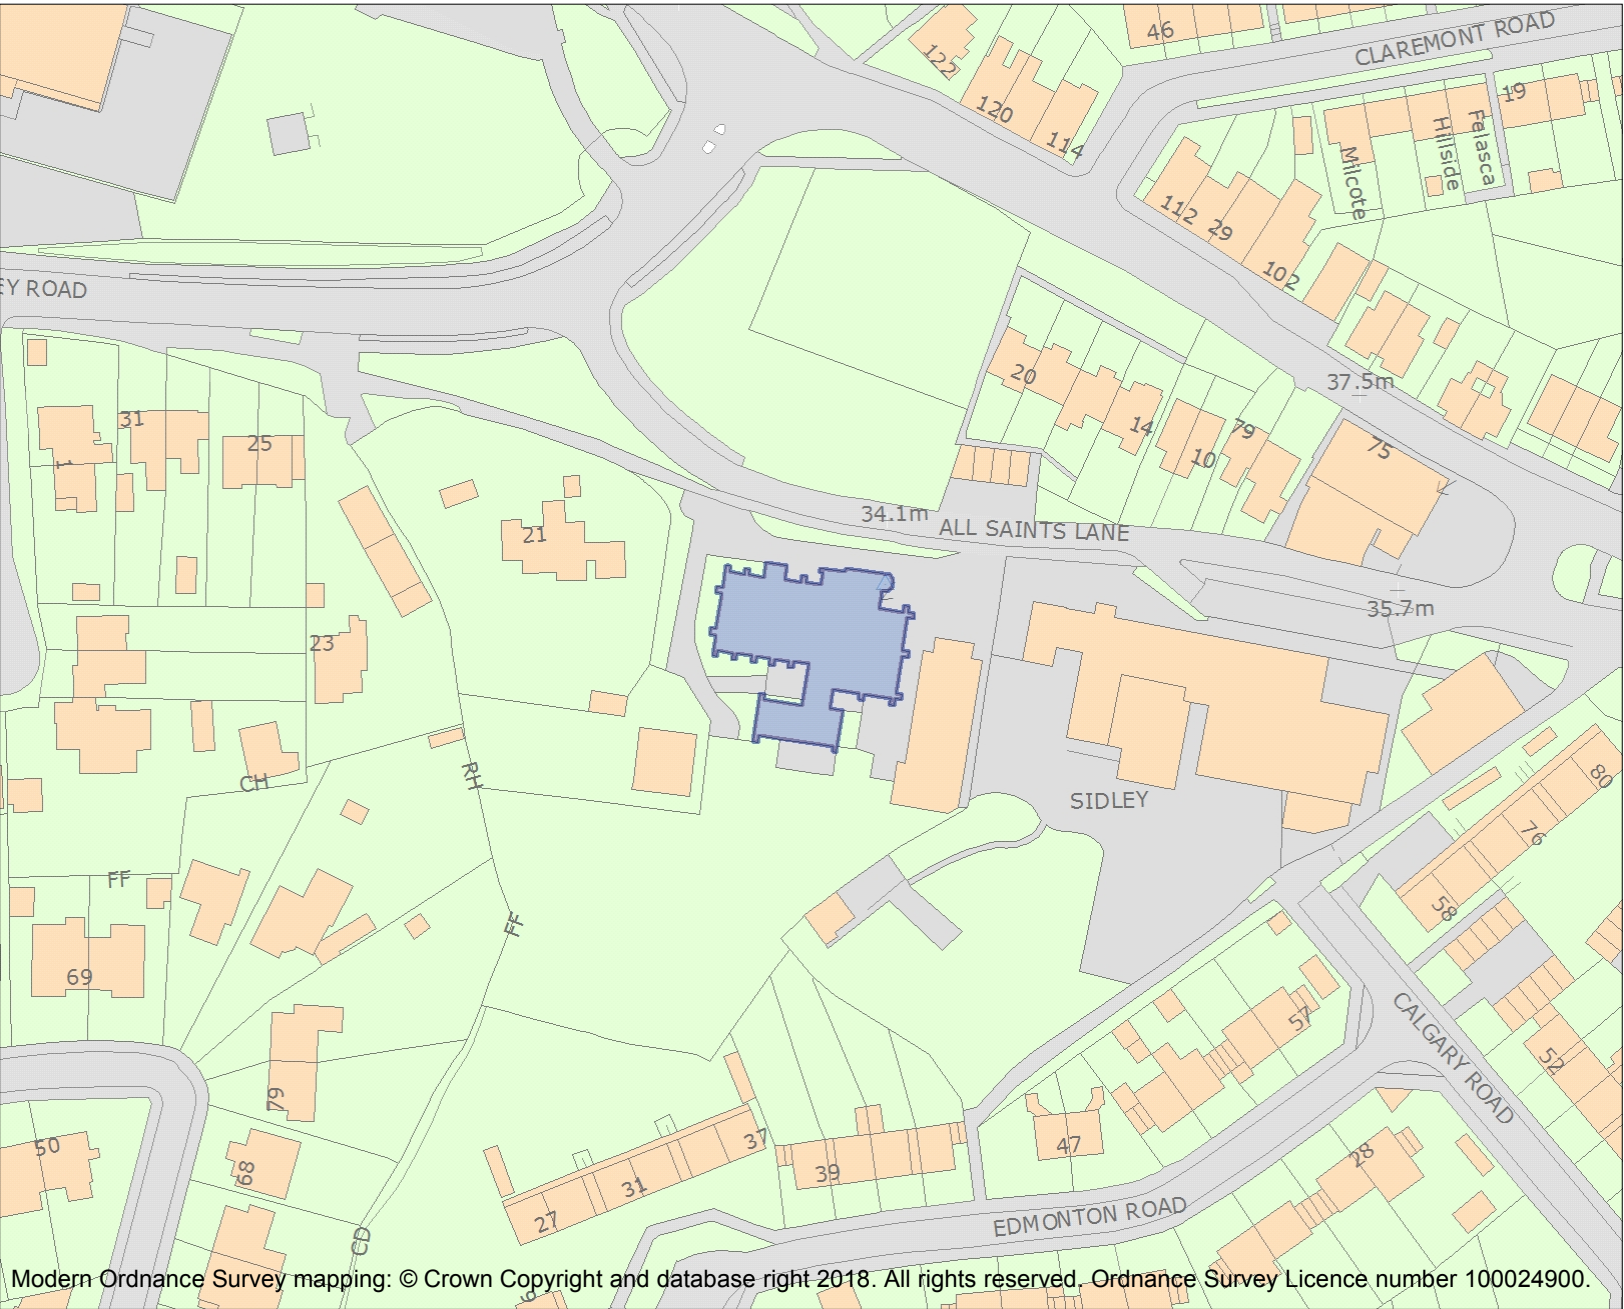 46
CLAREMONT ROAD
122
120
114
19
Felasca
Hillside
Milcote
112
29
102
EY ROAD
37.5m
20
14
10
79
75
31
25
1
21
34.1m
ALL SAINTS LANE
35.7m
23
CH
RH
SIDLEY
80
76
58
FF
FF
69
57
CALGARY ROAD
52
79
50
68
37
39
31
27
47
28
EDMONTON ROAD
CD
Modern Ordnance Survey mapping: © Crown Copyright and database right 2018. All rights reserved. Ordnance Survey Licence number 100024900.